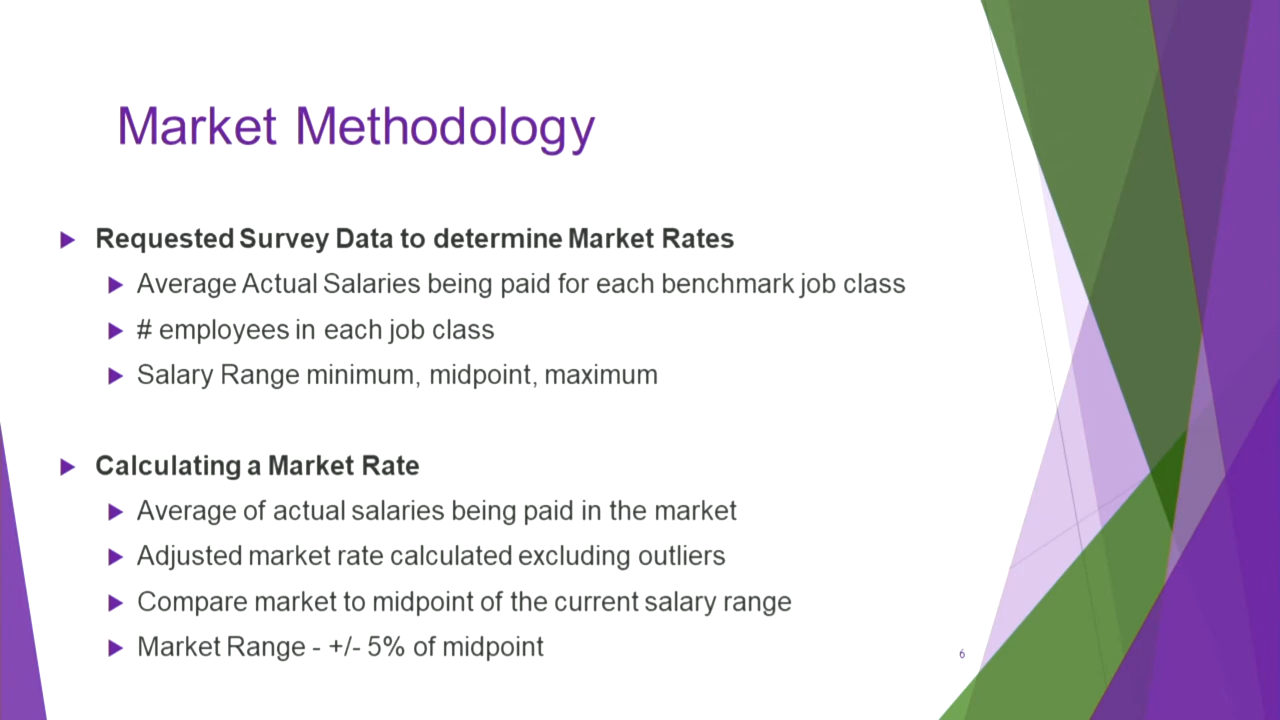 Market Methodology
Requested Survey Data to determine Market Rates
Average Actual Salaries being paid for each benchmark job class
# employees in each job class
Salary Range minimum, midpoint, maximum
Calculating a Market Rate
Average of actual salaries being paid in the market
Adjusted market rate calculated excluding outliers
Compare market to midpoint of the current salary range
Market Range - +/- 5% of midpoint
6